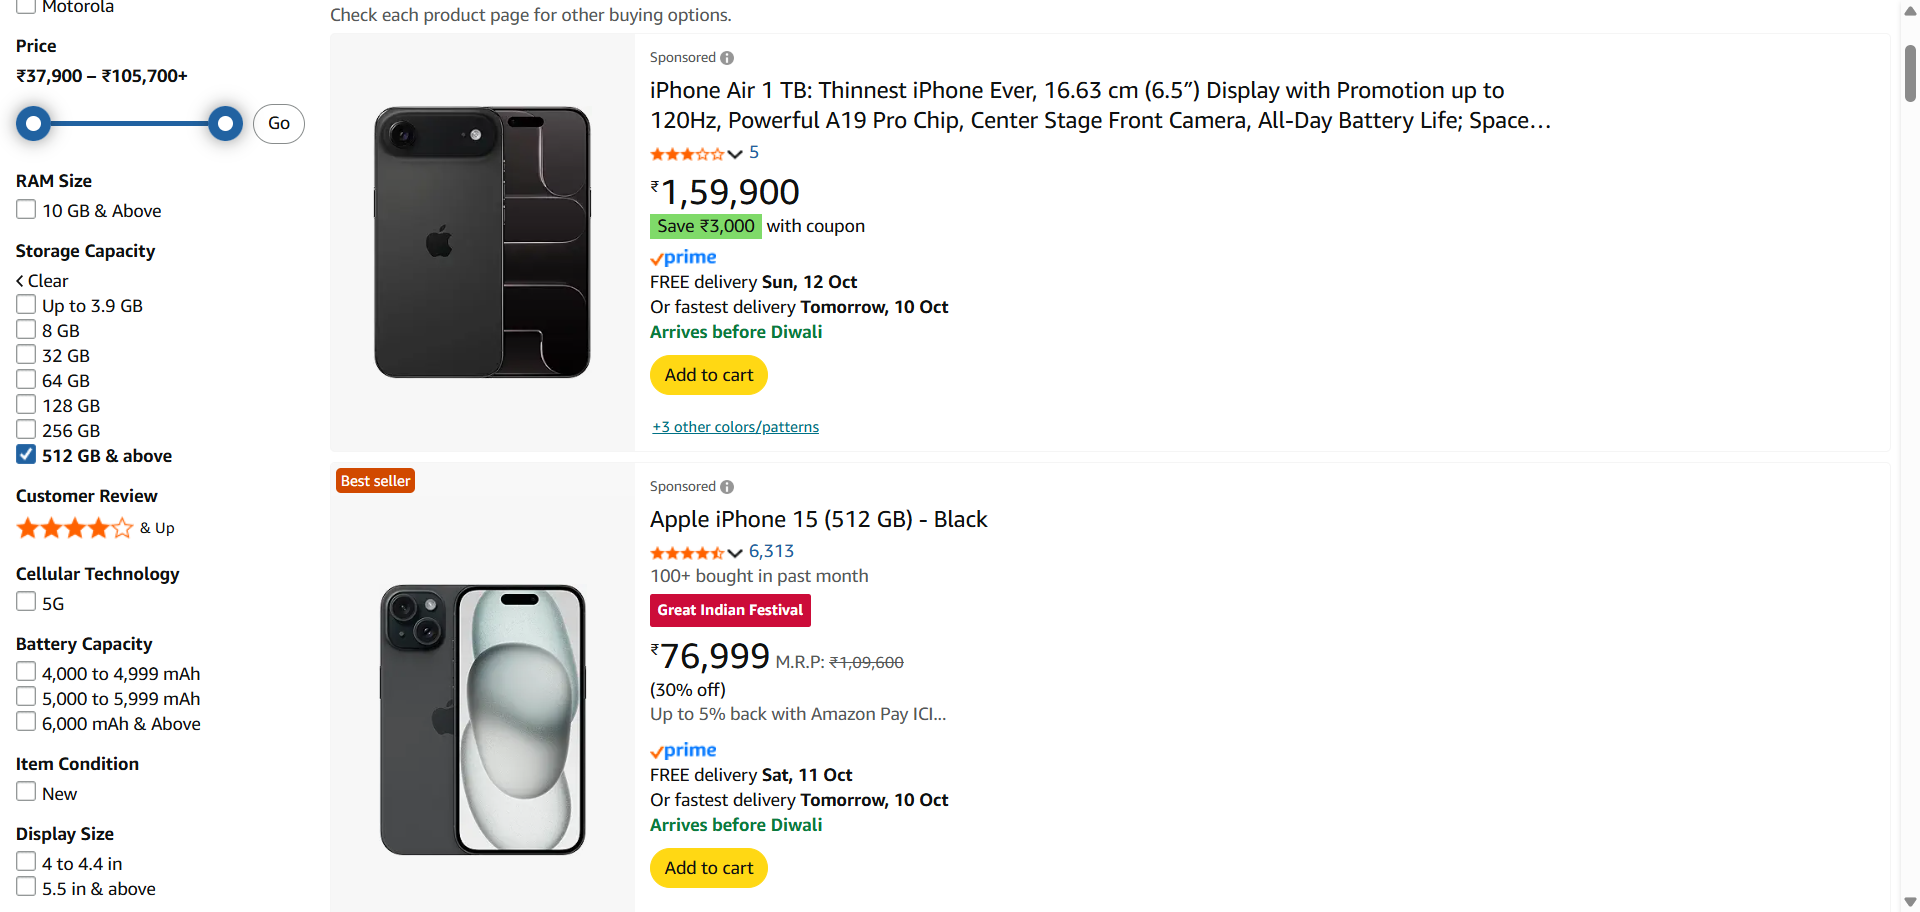 Motorola
Price
₹37,900 – ₹105,700+
Go
RAM Size
10 GB & Above
Storage Capacity
Clear
Up to 3.9 GB
8 GB
32 GB
64 GB
128 GB
256 GB
512 GB & above
Customer Review
& Up
Cellular Technology
5G
Battery Capacity
4,000 to 4,999 mAh
5,000 to 5,999 mAh
6,000 mAh & Above
Item Condition
New
Display Size
4 to 4.4 in
5.5 in & above
Check each product page for other buying options.
Sponsored
iPhone Air 1 TB: Thinnest iPhone Ever, 16.63 cm (6.5″) Display with Promotion up to
120Hz, Powerful A19 Pro Chip, Center Stage Front Camera, All-Day Battery Life; Space…
5
₹1,59,900
Save ₹3,000 with coupon
prime
FREE delivery Sun, 12 Oct
Or fastest delivery Tomorrow, 10 Oct
Arrives before Diwali
Add to cart
+3 other colors/patterns
Best seller
Sponsored
Apple iPhone 15 (512 GB) - Black
6,313
100+ bought in past month
Great Indian Festival
₹76,999 M.R.P: ₹1,09,600
(30% off)
Up to 5% back with Amazon Pay ICI...
prime
FREE delivery Sat, 11 Oct
Or fastest delivery Tomorrow, 10 Oct
Arrives before Diwali
Add to cart